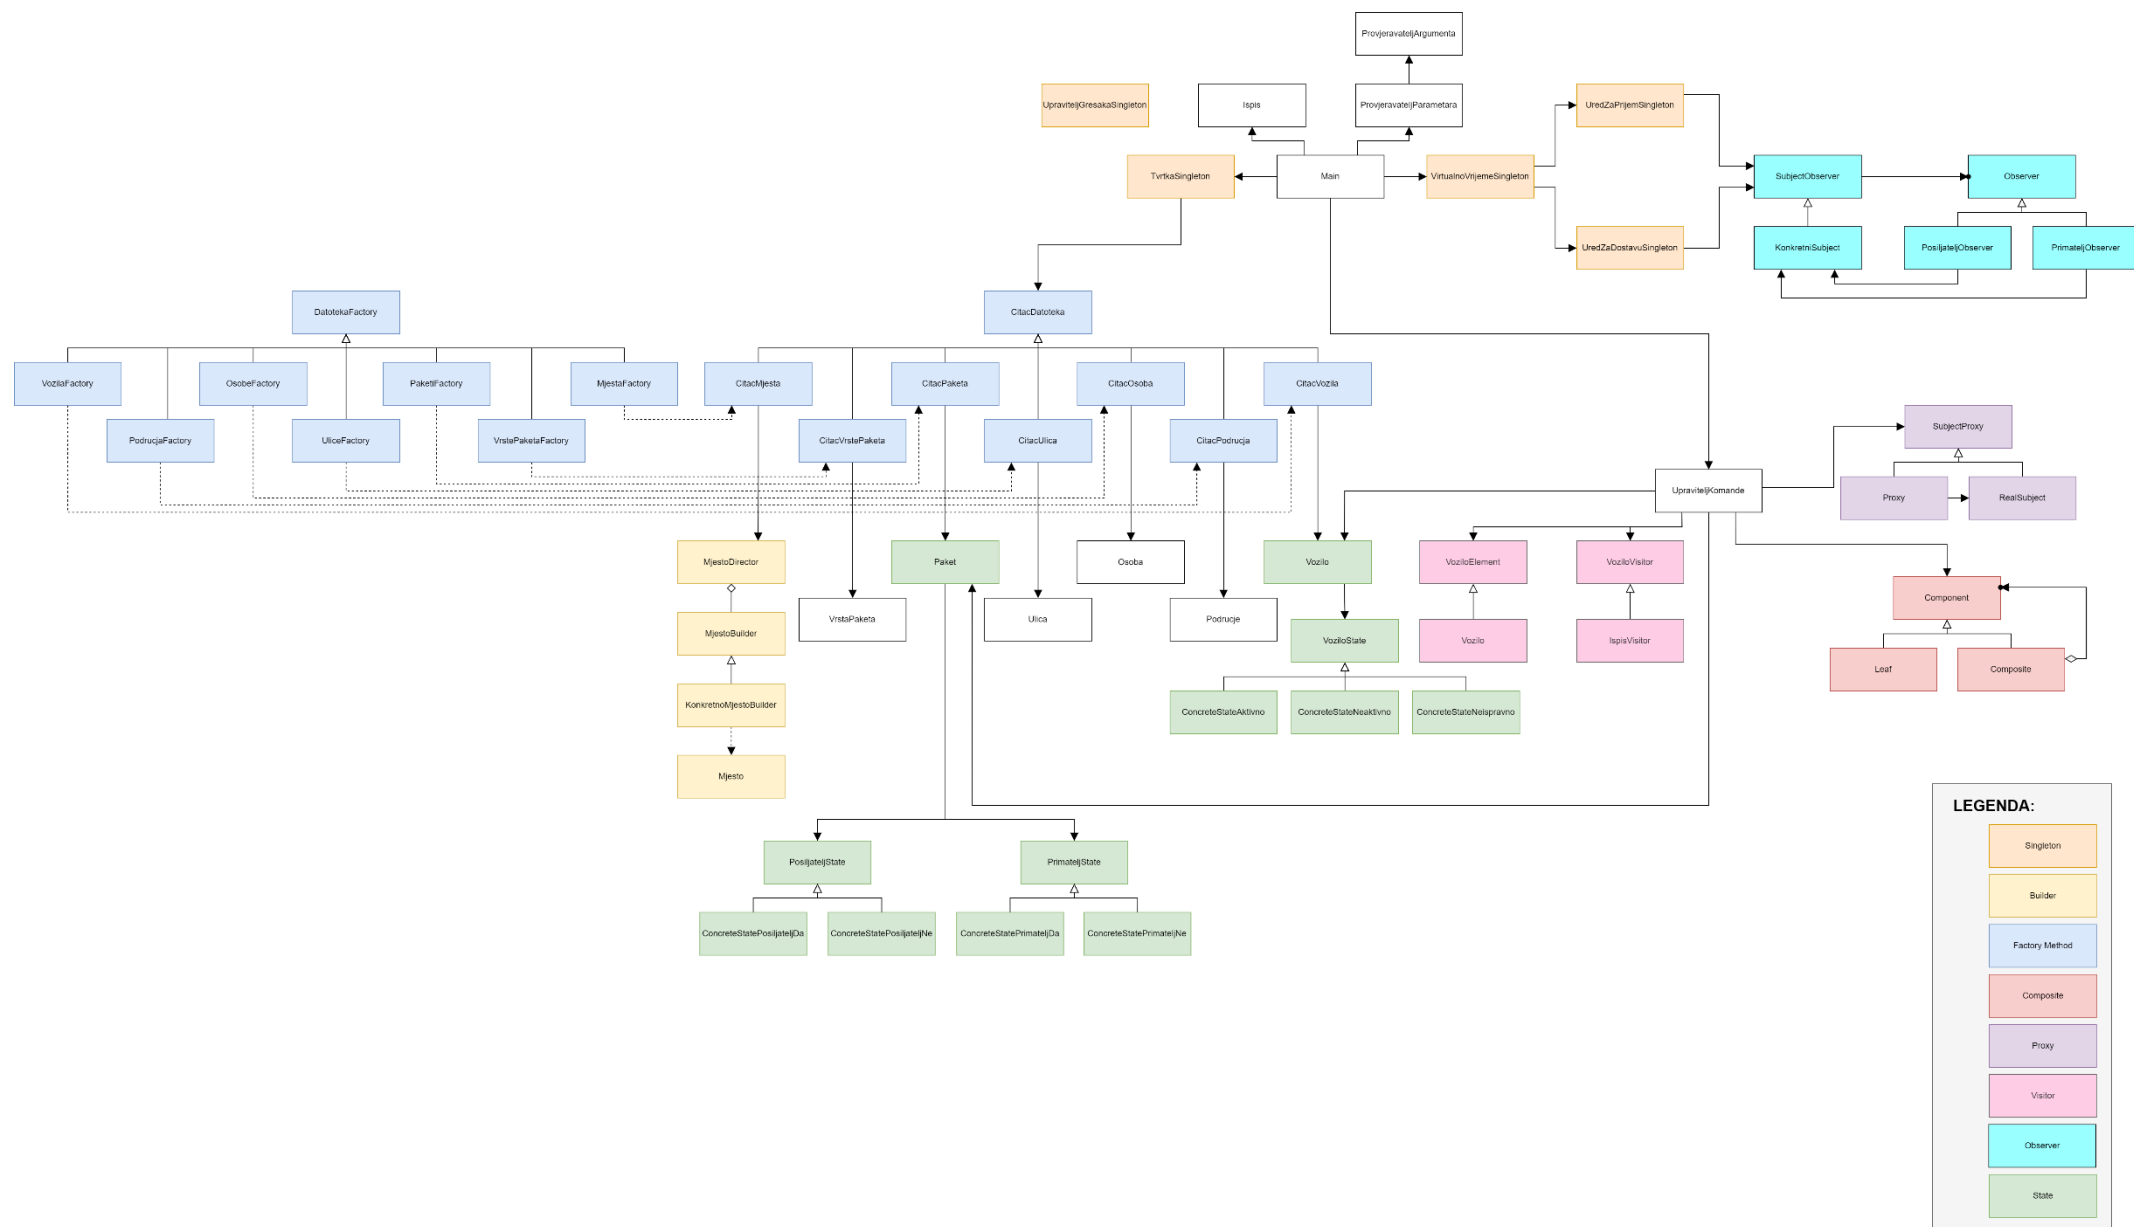 ProvjeravateljArgumenta
UpraviteljGresakaSingleton
Ispis
ProvjeravateljParametara
UredZaPrijemSingleton
TvrtkaSingleton
Main
VirtualnoVrijemeSingleton
SubjectObserver
Observer
UredZaDostavuSingleton
KonkretniSubject
PosiljateljObserver
PrimateljObserver
DatotekaFactory
CitacDatoteka
VozilaFactory
OsobeFactory
PaketiFactory
MjestaFactory
CitacMjesta
CitacPaketa
CitacOsoba
CitacVozila
PodrucjaFactory
UliceFactory
VrstePaketaFactory
CitacVrstePaketa
CitacUlica
CitacPodrucja
SubjectProxy
UpraviteljKomande
Proxy
RealSubject
MjestoDirector
Paket
Osoba
Vozilo
VoziloElement
VoziloVisitor
Component
MjestoBuilder
VrstaPaketa
Ulica
Podrucje
VoziloState
Vozilo
IspisVisitor
Leaf
Composite
KonkretnoMjestoBuilder
ConcreteStateAktivno
ConcreteStateNeaktivno
ConcreteStateNeispravno
Mjesto
PosiljateljState
PrimateljState
ConcreteStatePosiljateljDa
ConcreteStatePosiljateljNe
ConcreteStatePrimateljDa
ConcreteStatePrimateljNe
LEGENDA:
Singleton
Builder
Factory Method
Composite
Proxy
Visitor
Observer
State